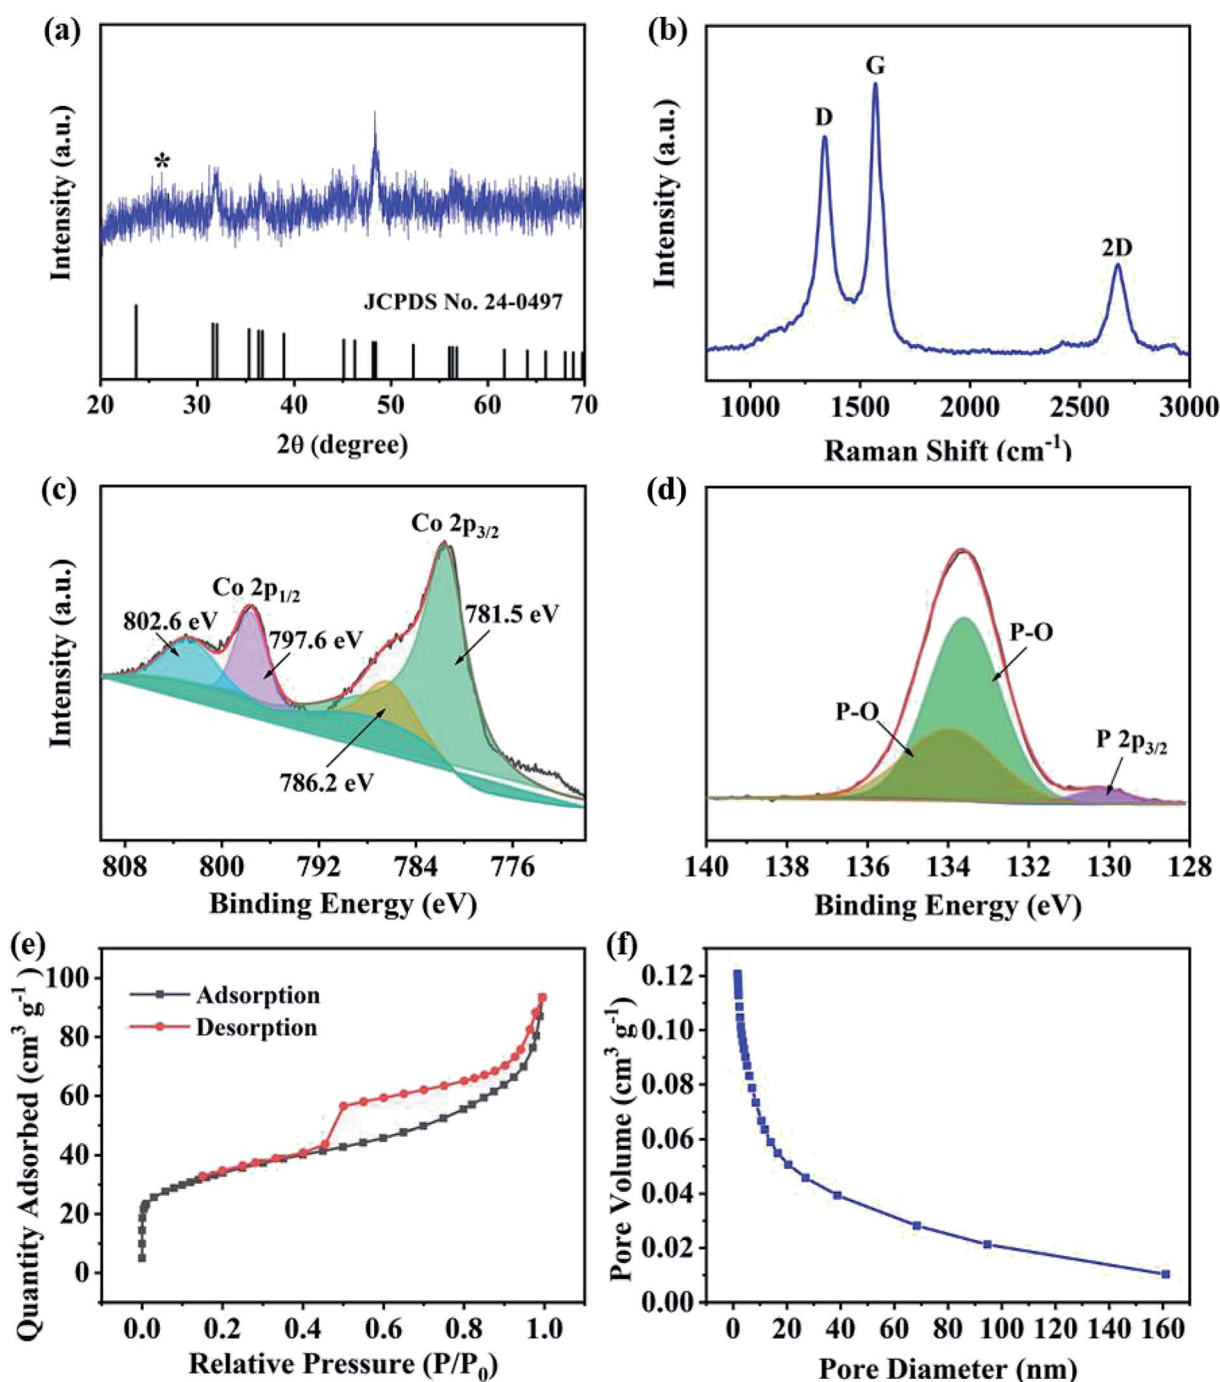 (a)
Intensity (a.u.)
*
JCPDS No. 24-0497
20 30 40 50 60 70
2θ (degree)
(b)
Intensity (a.u.)
D
G
2D
1000 1500 2000 2500 3000
Raman Shift (cm⁻¹)
(c)
Intensity (a.u.)
Co 2p₃/₂
Co 2p₁/₂
802.6 eV
797.6 eV
781.5 eV
786.2 eV
808 800 792 784 776
Binding Energy (eV)
(d)
P-O
P-O
P 2p₃/₂
140 138 136 134 132 130 128
Binding Energy (eV)
(e)
Quantity Adsorbed (cm³ g⁻¹ )
100
80
60
40
20
0
Adsorption
Desorption
0.0 0.2 0.4 0.6 0.8 1.0
Relative Pressure (P/P₀)
(f)
Pore Volume (cm³ g⁻¹)
0.12
0.10
0.08
0.06
0.04
0.02
0.00
0 20 40 60 80 100 120 140 160
Pore Diameter (nm)